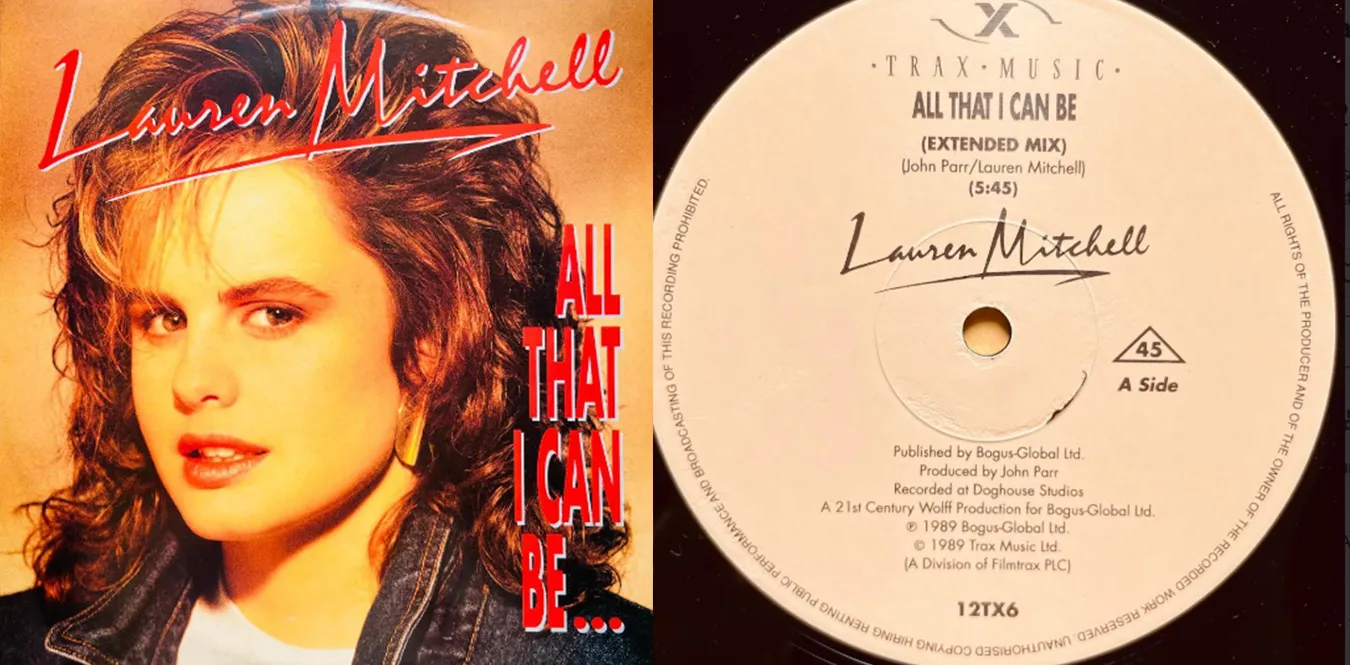 Lauren Mitchell
ALL
THAT
I CAN
BE...
X
·TRAX·MUSIC·
ALL THAT I CAN BE
(EXTENDED MIX)
(John Parr/Lauren Mitchell)
(5:45)
Lauren Mitchell
45
A Side
Published by Bogus-Global Ltd.
Produced by John Parr
Recorded at Doghouse Studios
A 21st Century Wolff Production for Bogus-Global Ltd.
℗ 1989 Bogus-Global Ltd.
© 1989 Trax Music Ltd.
(A Division of Filmtrax PLC)
12TX6
ALL RIGHTS OF THE PRODUCER AND OF THE OWNER OF THE RECORDED WORK RESERVED. UNAUTHORISED COPYING HIRING RENTING PUBLIC PERFORMANCE AND BROADCASTING OF THIS RECORDING PROHIBITED.